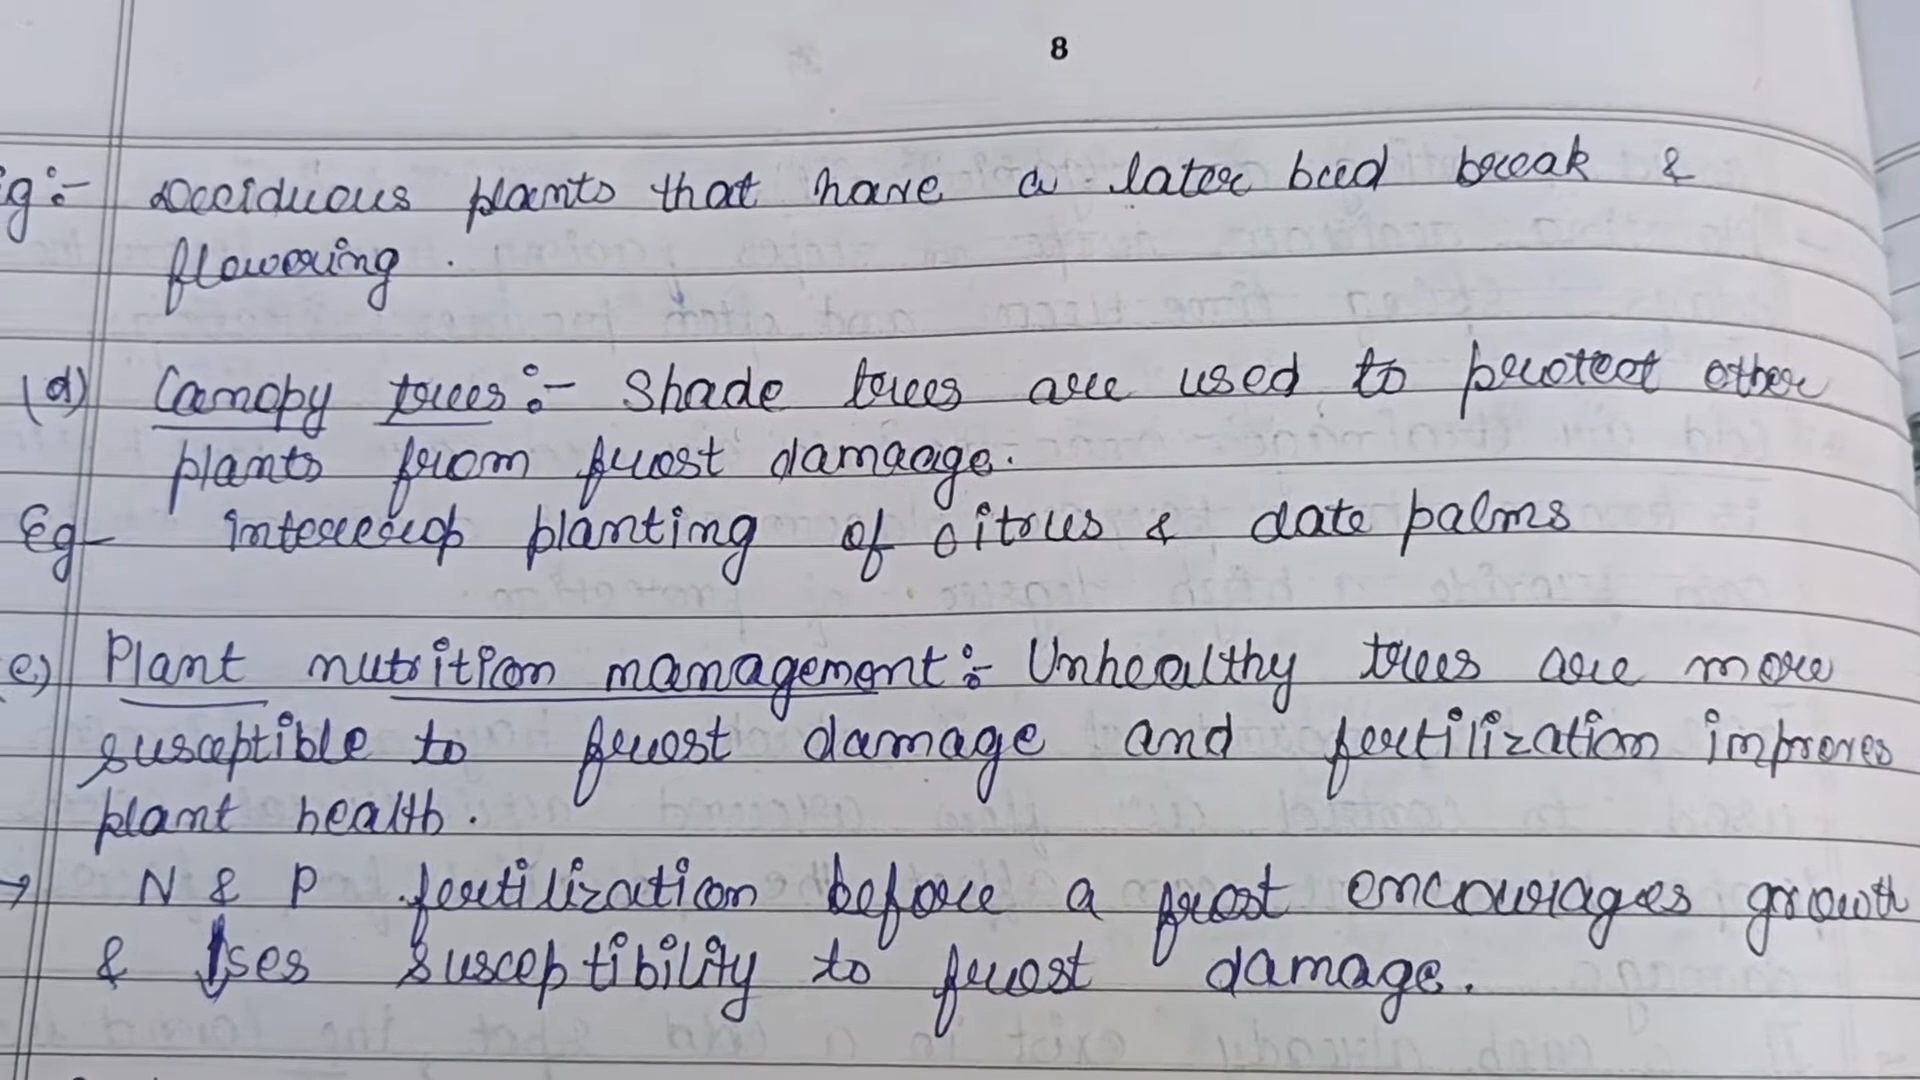 8
Eg:- Deciduous plants that have a later bud break &
flowering.
(d) Canopy trees:- Shade trees are used to protect other
plants from frost damaage.
Eg- intercrop planting of citrus & date palms
e) Plant nutrition management:- Unhealthy trees are more
susceptible to frost damage and fertilization improves
plant health.
→ N & P fertilization before a frost encourages growth
& ↓ses susceptibility to frost damage.